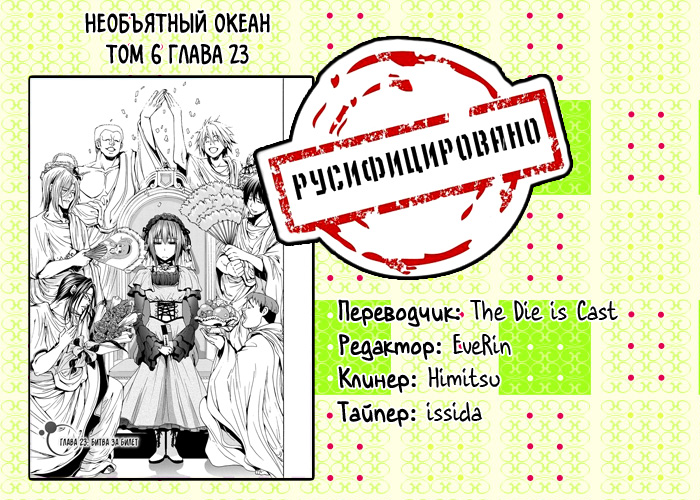 НЕОБЪЯТНЫЙ ОКЕАН
ТОМ 6 ГЛАВА 23
РУСИФИЦИРОВАНО
Переводчик: The Die is Cast
Редактор: EveRin
Клинер: Himitsu
Тайпер: issida
ГЛАВА 23: БИТВА ЗА БИЛЕТ